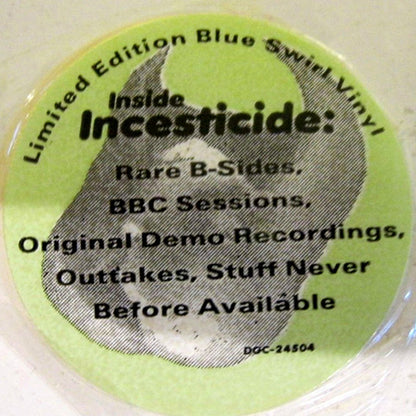 Limited Edition Blue Swirl Vinyl
Inside
Incesticide:
Rare B-Sides,
BBC Sessions,
Original Demo Recordings,
Outtakes, Stuff Never
Before Available
DGC-24504